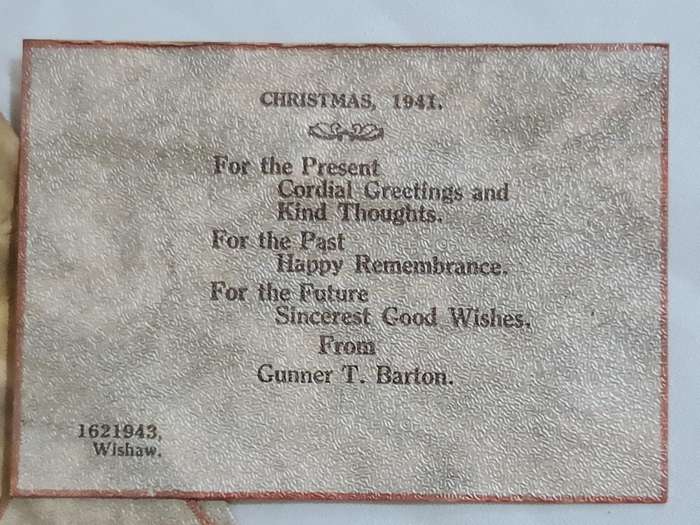 CHRISTMAS, 1941.
For the Present
Cordial Greetings and
Kind Thoughts.
For the Past
Happy Remembrance.
For the Future
Sincerest Good Wishes,
From
Gunner T. Barton.
1621943,
Wishaw.